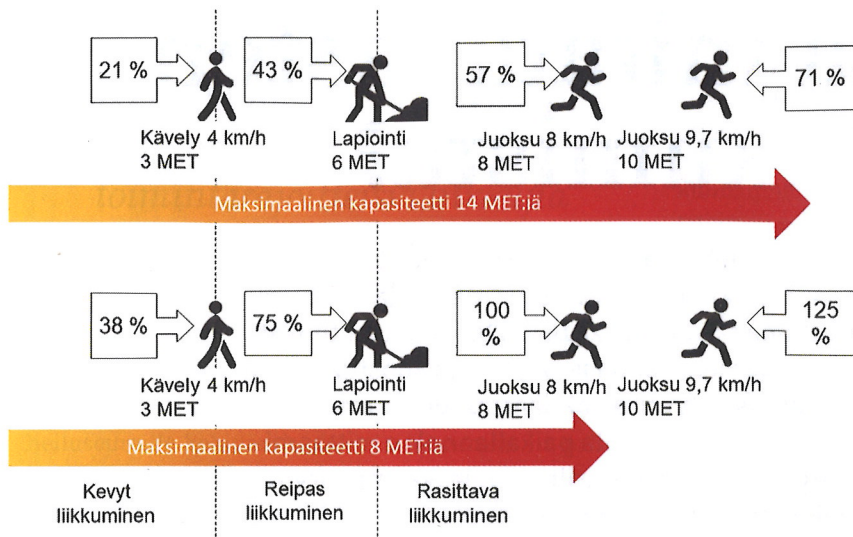 21 %
43 %
57 %
71 %
Kävely 4 km/h
3 MET
Lapiointi
6 MET
Juoksu 8 km/h
8 MET
Juoksu 9,7 km/h
10 MET
Maksimaalinen kapasiteetti 14 MET:iä
38 %
75 %
100
%
125
%
Kävely 4 km/h
3 MET
Lapiointi
6 MET
Juoksu 8 km/h
8 MET
Juoksu 9,7 km/h
10 MET
Maksimaalinen kapasiteetti 8 MET:iä
Kevyt
liikkuminen
Reipas
liikkuminen
Rasittava
liikkuminen